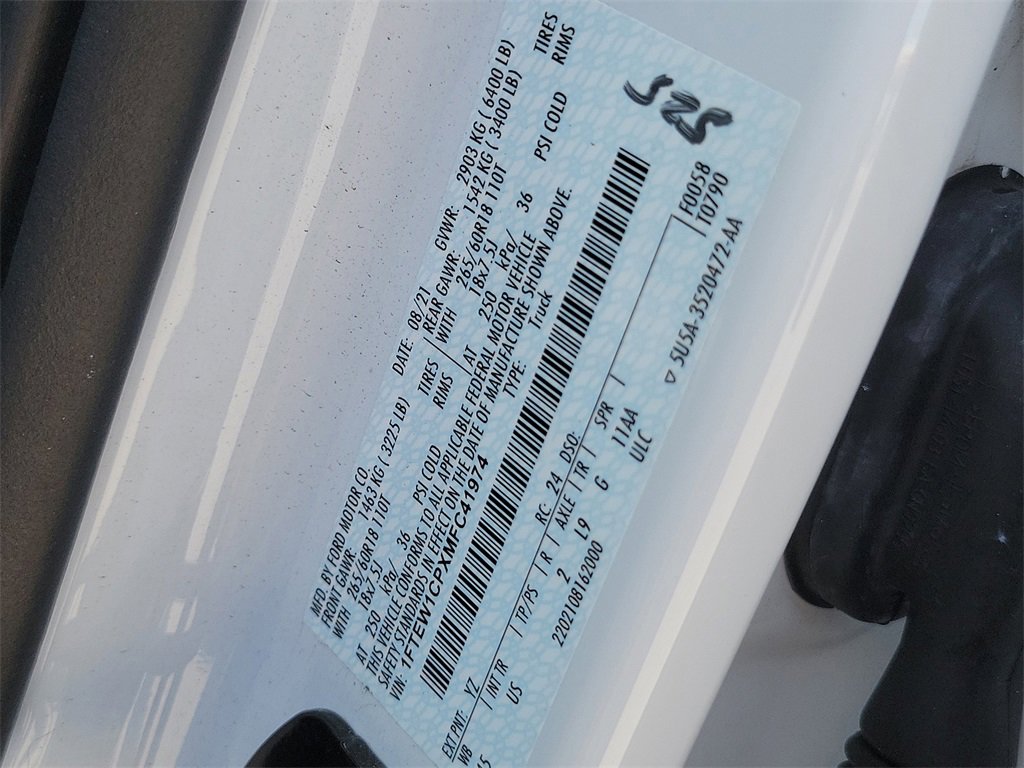 MFD. BY FORD MOTOR CO.
DATE: 08/21 GVWR: 2903 KG ( 6400 LB)
FRONT GAWR: 1463 KG ( 3225 LB) REAR GAWR: 1542 KG ( 3400 LB)
WITH 265/60R18 110T TIRES WITH 265/60R18 110T TIRES
18x7.5J RIMS 18x7.5J RIMS
AT 250 kPa/ 36 PSI COLD AT 250 kPa/ 36 PSI COLD
THIS VEHICLE CONFORMS TO ALL APPLICABLE FEDERAL MOTOR VEHICLE
SAFETY STANDARDS IN EFFECT ON THE DATE OF MANUFACTURE SHOWN ABOVE.
VIN: 1FTEW1CPXMFC41974
TYPE: Truck
EXT PNT: YZ RC: 24 DSO: F0058
WB INT TR TP/PS R AXLE TR SPR T0790
45 US 2 L9 G 11AA
2202108162000 ULC
▽ 5U5A-3520472-AA